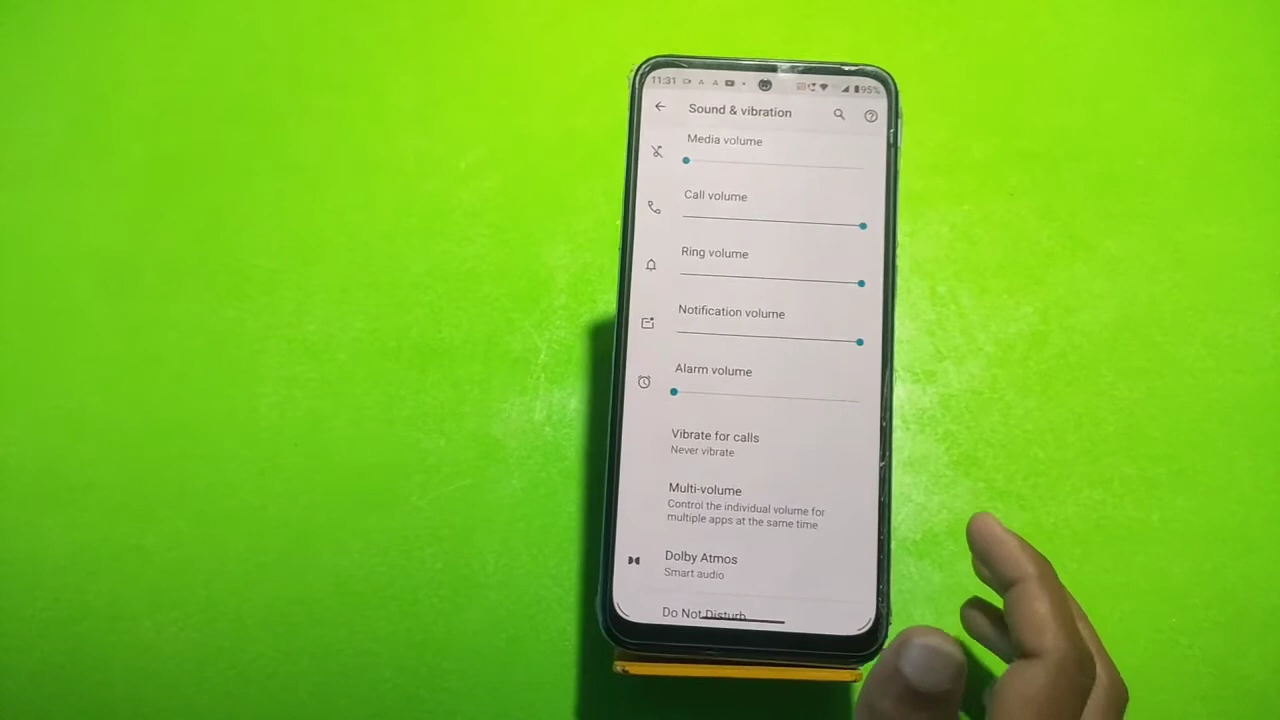 11:31
95%
Sound & vibration
Media volume
Call volume
Ring volume
Notification volume
Alarm volume
Vibrate for calls
Never vibrate
Multi-volume
Control the individual volume for
multiple apps at the same time
Dolby Atmos
Smart audio
Do Not Disturb